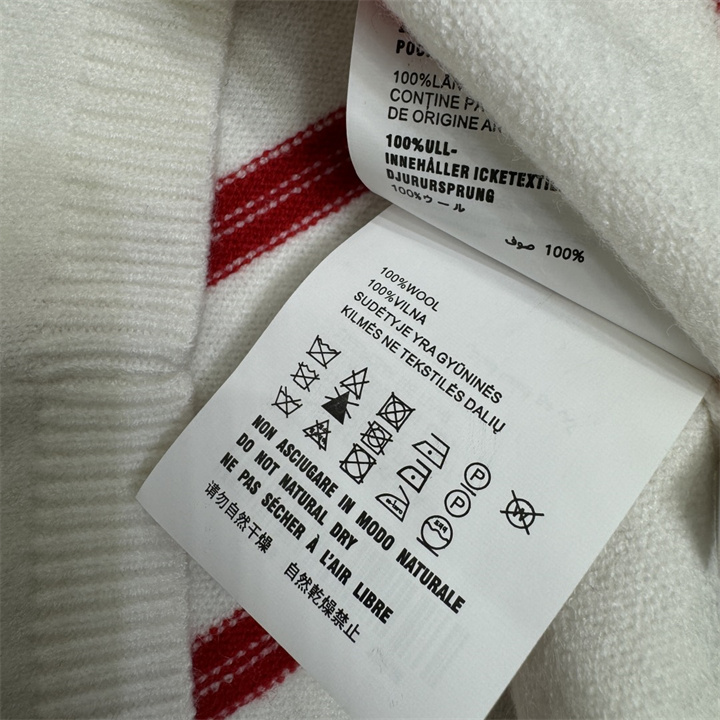 100%LÂN
CONȚINE PA
DE ORIGINE AN
100%ULL-
INNEHÅLLER ICKETEXTIL
DJURURSPRUNG
100%ウール
100% صوف
100%WOOL
100%VILNA
SUDĖTYJE YRA GYŪNINĖS
KILMĖS NE TEKSTILĖS DALIŲ
P
P
W
NON ASCIUGARE IN MODO NATURALE
DO NOT NATURAL DRY
NE PAS SÉCHER À L'AIR LIBRE
请勿自然干燥
自然乾燥禁止